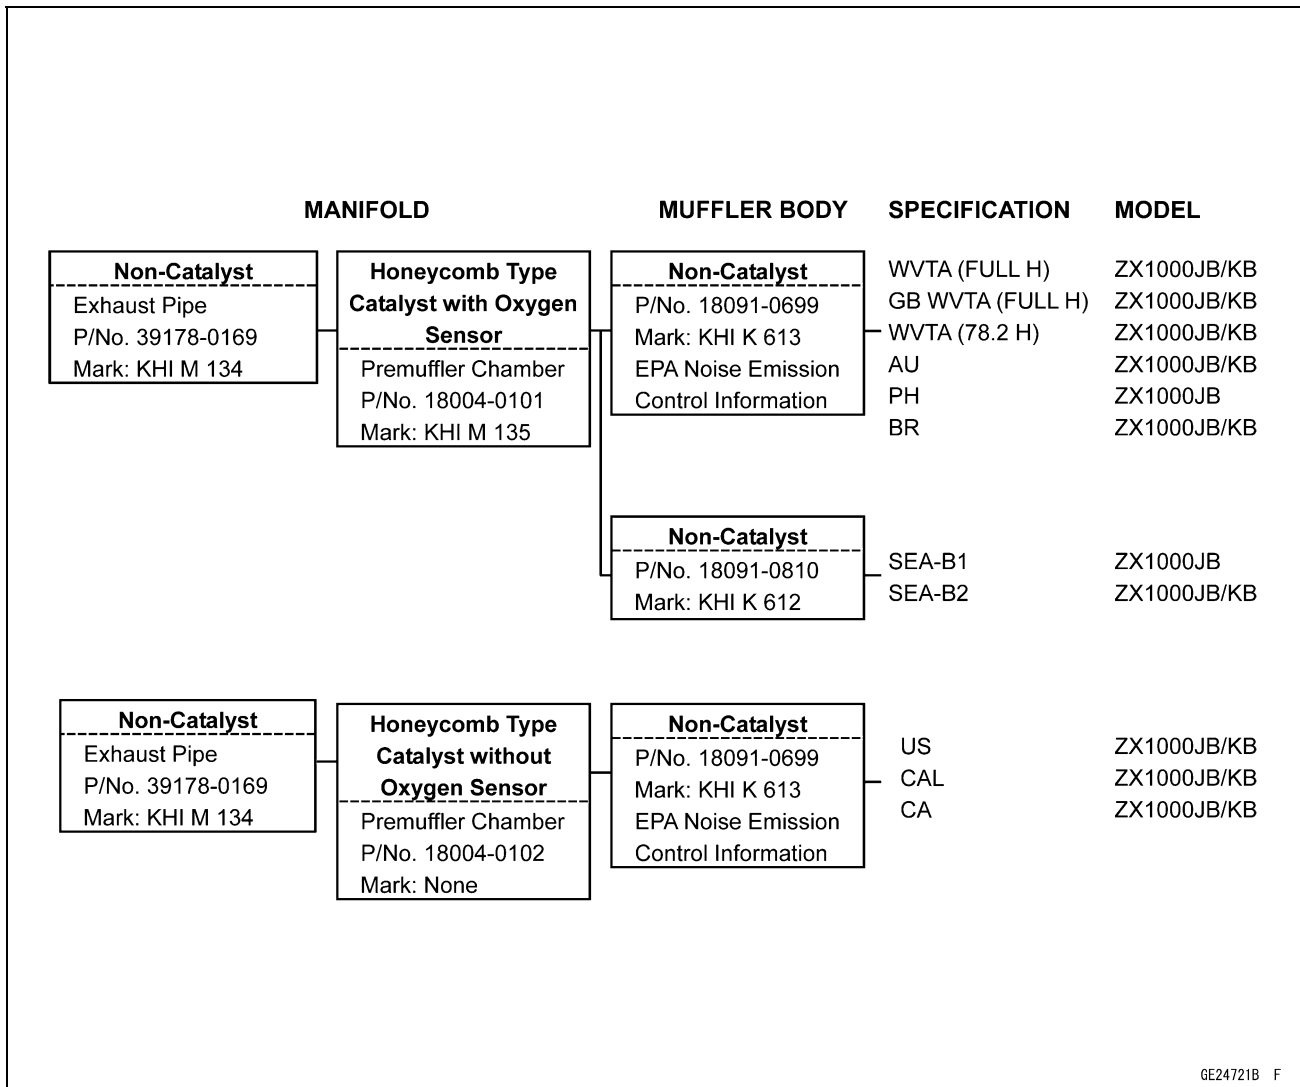 MANIFOLD MUFFLER BODY SPECIFICATION MODEL
Non-Catalyst
Exhaust Pipe
P/No. 39178-0169
Mark: KHI M 134
Honeycomb Type
Catalyst with Oxygen
Sensor
Premuffler Chamber
P/No. 18004-0101
Mark: KHI M 135
Non-Catalyst
P/No. 18091-0699
Mark: KHI K 613
EPA Noise Emission
Control Information
WVTA (FULL H) ZX1000JB/KB
GB WVTA (FULL H) ZX1000JB/KB
WVTA (78.2 H) ZX1000JB/KB
AU ZX1000JB/KB
PH ZX1000JB
BR ZX1000JB/KB
Non-Catalyst
P/No. 18091-0810
Mark: KHI K 612
SEA-B1 ZX1000JB
SEA-B2 ZX1000JB/KB
Non-Catalyst
Exhaust Pipe
P/No. 39178-0169
Mark: KHI M 134
Honeycomb Type
Catalyst without
Oxygen Sensor
Premuffler Chamber
P/No. 18004-0102
Mark: None
Non-Catalyst
P/No. 18091-0699
Mark: KHI K 613
EPA Noise Emission
Control Information
US ZX1000JB/KB
CAL ZX1000JB/KB
CA ZX1000JB/KB
GE24721B F